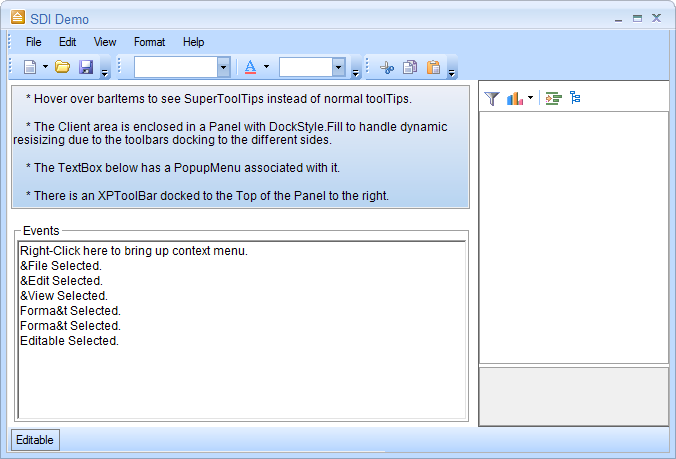 SDI Demo
File Edit View Format Help
A
* Hover over barItems to see SuperToolTips instead of normal toolTips.
* The Client area is enclosed in a Panel with DockStyle.Fill to handle dynamic
resisizing due to the toolbars docking to the different sides.
* The TextBox below has a PopupMenu associated with it.
* There is an XPToolBar docked to the Top of the Panel to the right.
Events
Right-Click here to bring up context menu.
&File Selected.
&Edit Selected.
&View Selected.
Forma&t Selected.
Forma&t Selected.
Editable Selected.
Editable